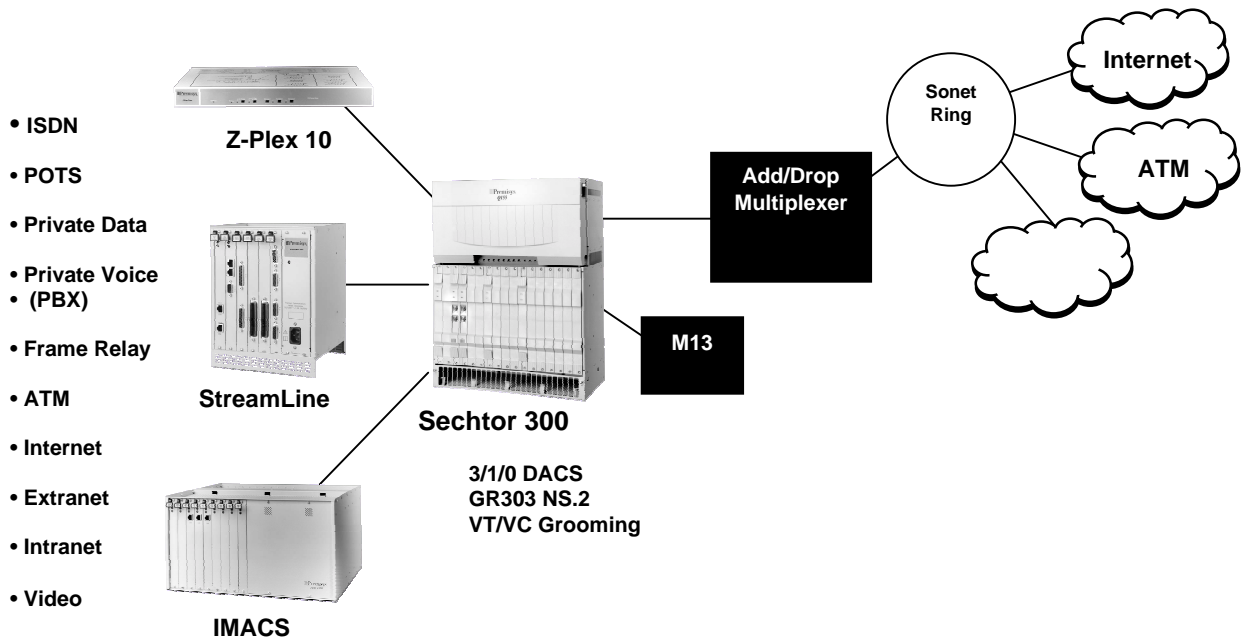 • ISDN
• POTS
• Private Data
• Private Voice
• (PBX)
• Frame Relay
• ATM
• Internet
• Extranet
• Intranet
• Video
Z-Plex 10
StreamLine
IMACS
Premisys
Sechtor 300
3/1/0 DACS
GR303 NS.2
VT/VC Grooming
Add/Drop
Multiplexer
M13
Sonet
Ring
Internet
ATM